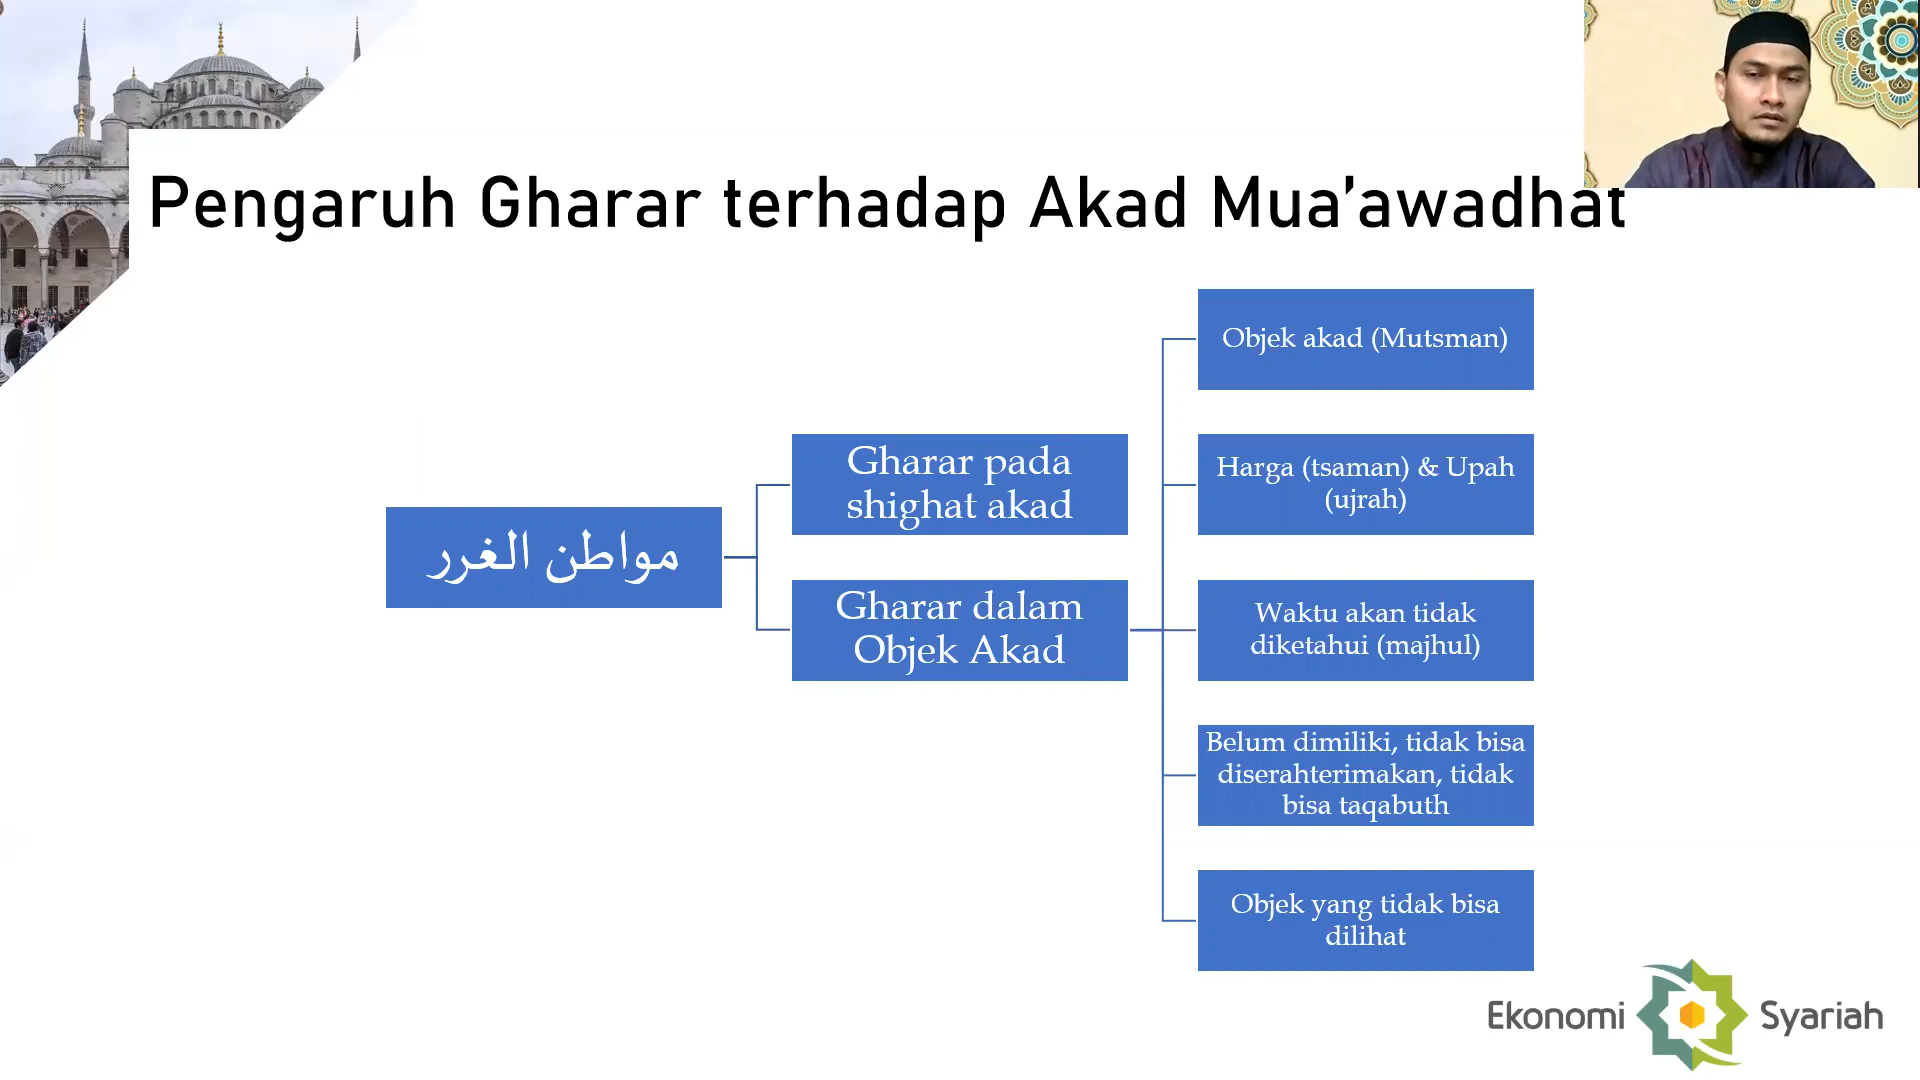 Pengaruh Gharar terhadap Akad Mua’awadhat
مواطن الغرر
Gharar pada
shighat akad
Gharar dalam
Objek Akad
Objek akad (Mutsman)
Harga (tsaman) & Upah
(ujrah)
Waktu akan tidak
diketahui (majhul)
Belum dimiliki, tidak bisa
diserahterimakan, tidak
bisa taqabuth
Objek yang tidak bisa
dilihat
Ekonomi Syariah